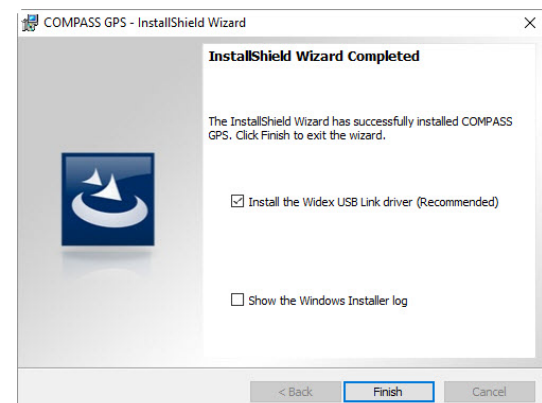 COMPASS GPS - InstallShield Wizard
InstallShield Wizard Completed
The InstallShield Wizard has successfully installed COMPASS
GPS. Click Finish to exit the wizard.
Install the Widex USB Link driver (Recommended)
Show the Windows Installer log
< Back Finish Cancel